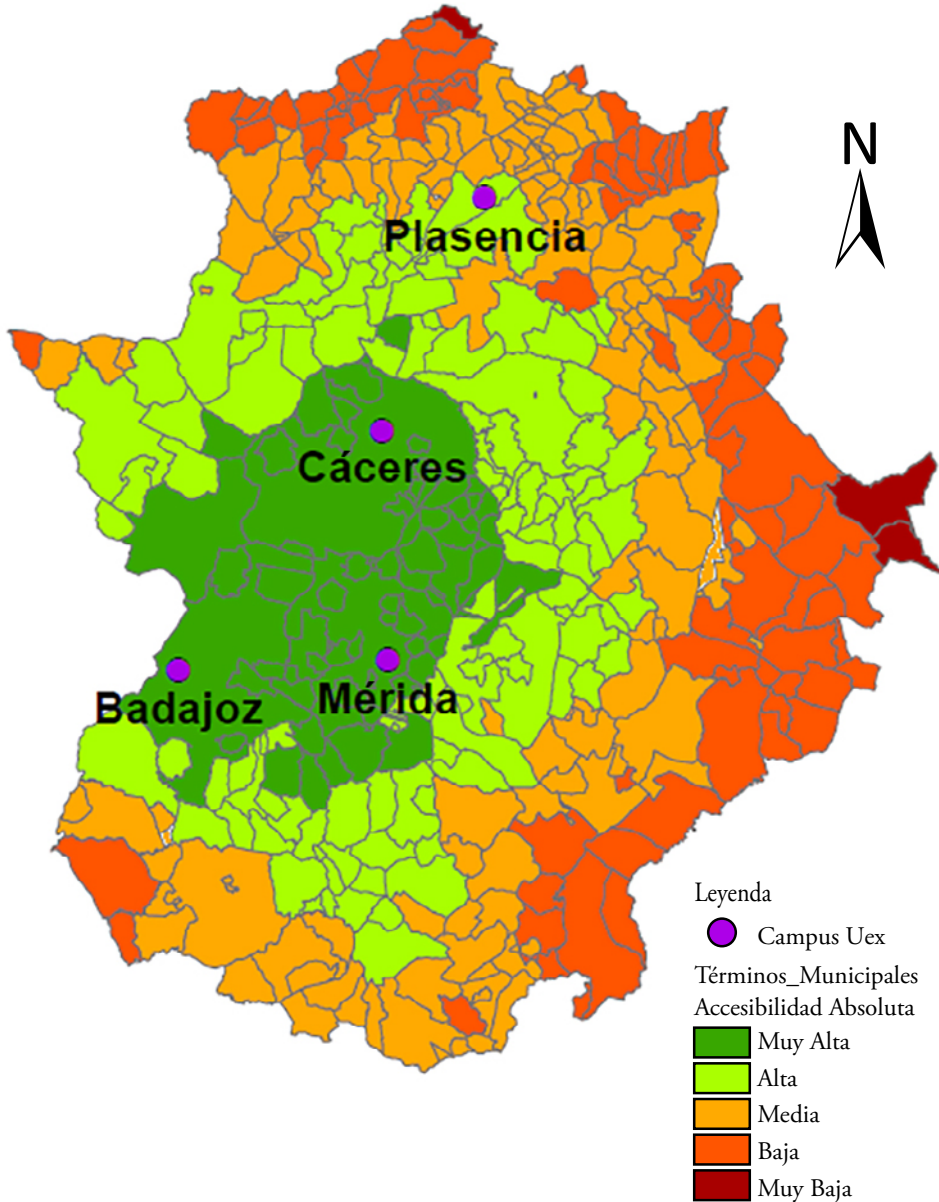 N
Plasencia
Cáceres
Badajoz
Mérida
Leyenda
Campus Uex
Términos_Municipales
Accesibilidad Absoluta
Muy Alta
Alta
Media
Baja
Muy Baja